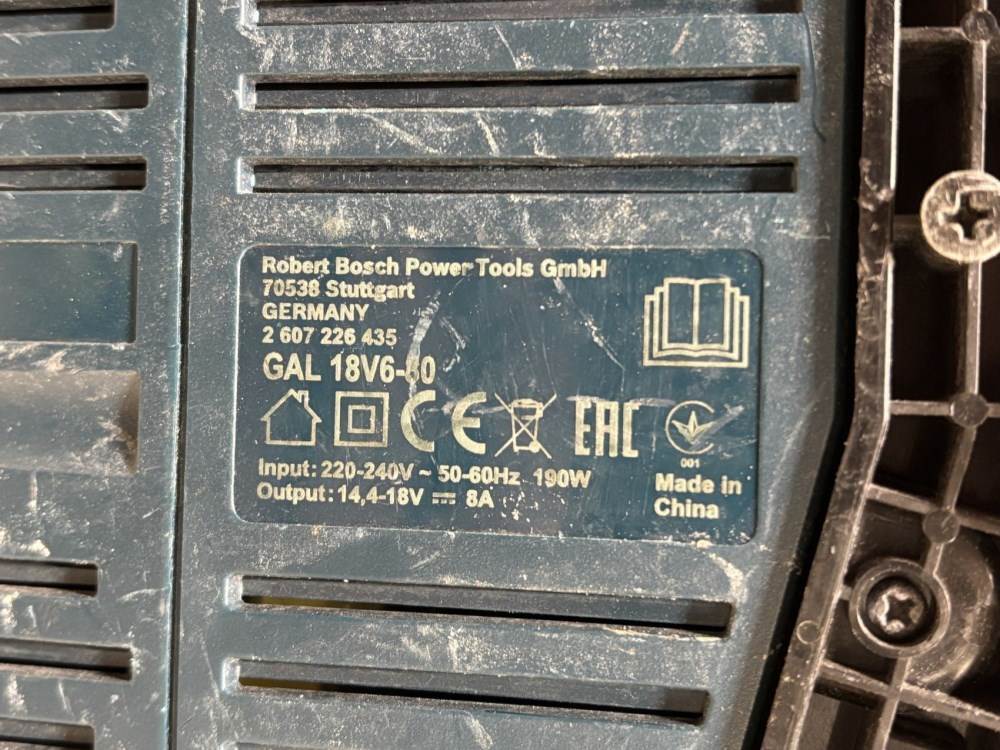 Robert Bosch Power Tools GmbH
70538 Stuttgart
GERMANY
2 607 226 435
GAL 18V6-80
CE EAC
001
Input: 220-240V ~ 50-60Hz 190W
Output: 14,4-18V ⎓ 8A
Made in
China